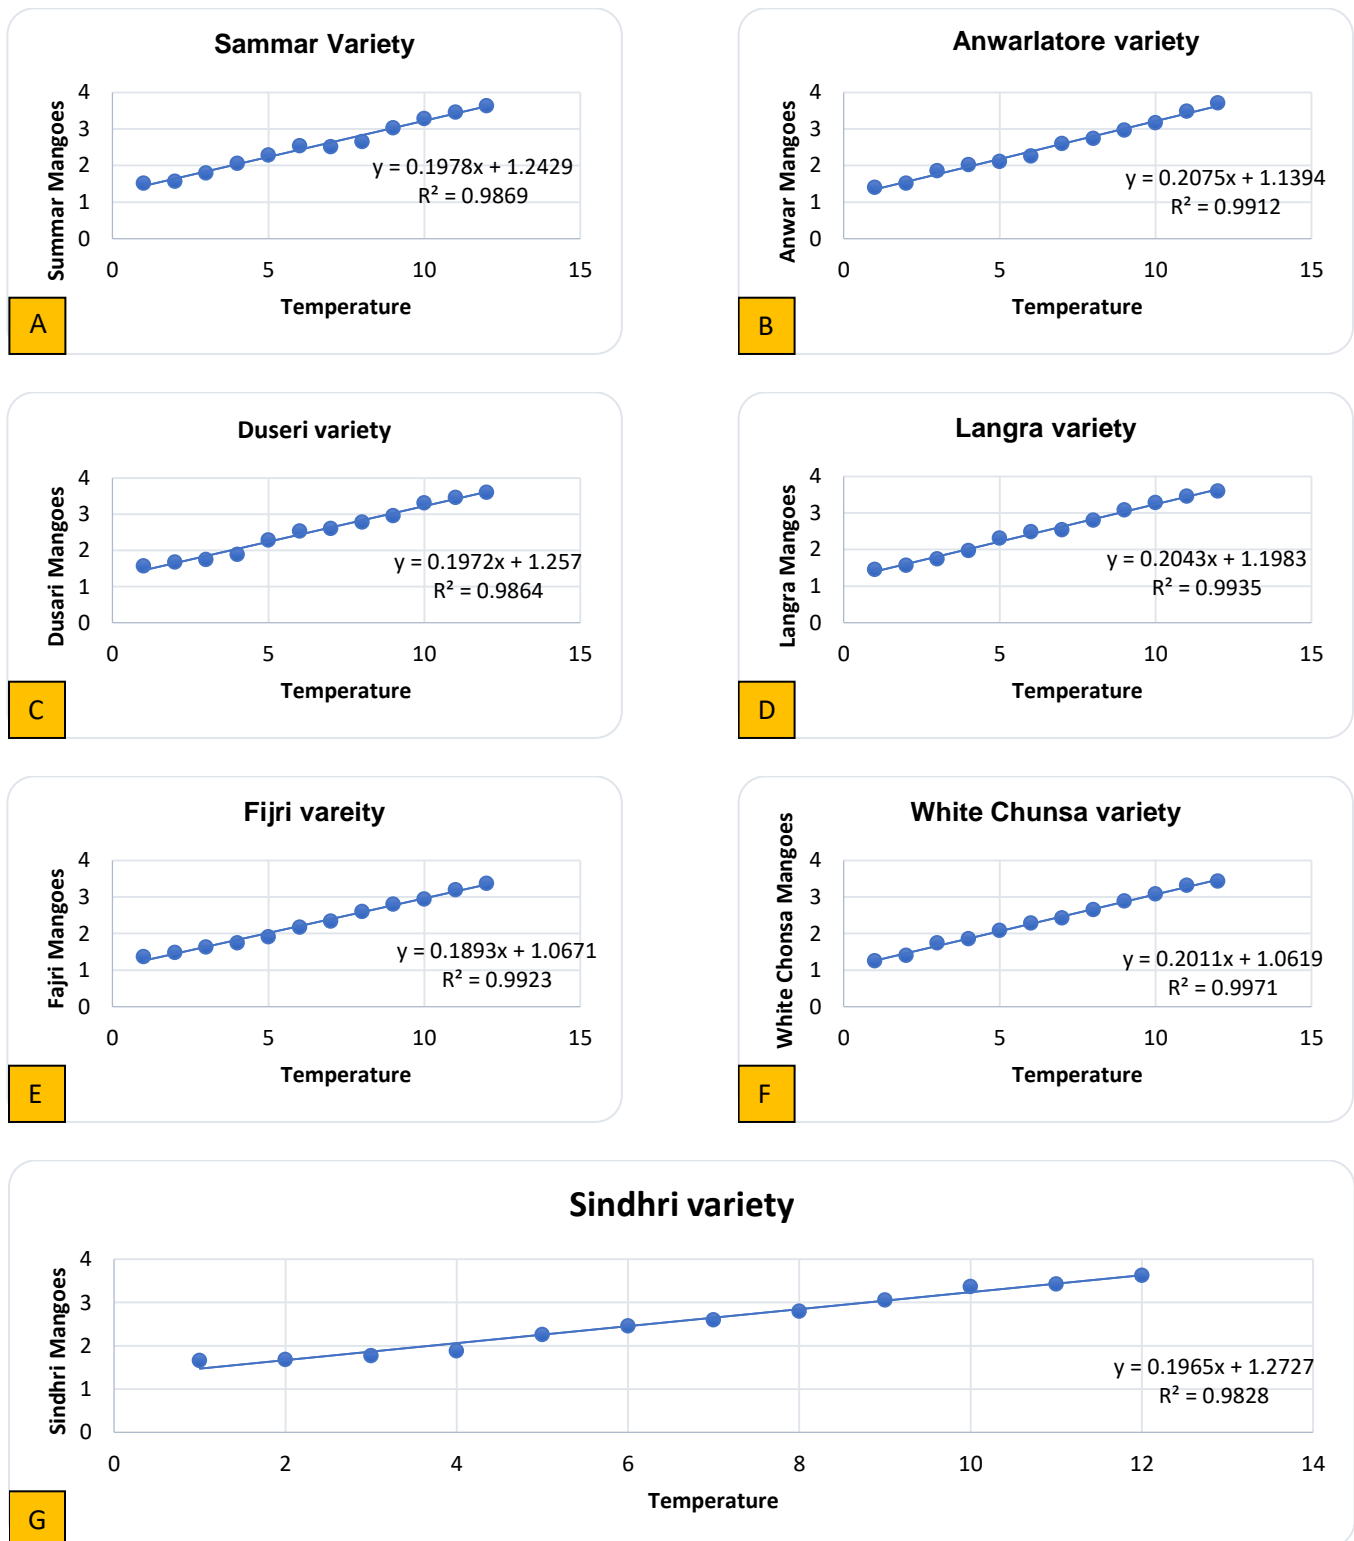 Sammar Variety
Summar Mangoes
4
3
2
1
0
y = 0.1978x + 1.2429
R² = 0.9869
0 5 10 15
Temperature
A
Anwarlatore variety
Anwar Mangoes
4
3
2
1
0
y = 0.2075x + 1.1394
R² = 0.9912
0 5 10 15
Temperature
B
Duseri variety
Dusari Mangoes
4
3
2
1
0
y = 0.1972x + 1.257
R² = 0.9864
0 5 10 15
Temperature
C
Langra variety
Langra Mangoes
4
3
2
1
0
y = 0.2043x + 1.1983
R² = 0.9935
0 5 10 15
Temperature
D
Fijri vareity
Fajri Mangoes
4
3
2
1
0
y = 0.1893x + 1.0671
R² = 0.9923
0 5 10 15
Temperature
E
White Chunsa variety
White Chonsa Mangoes
4
3
2
1
0
y = 0.2011x + 1.0619
R² = 0.9971
0 5 10 15
Temperature
F
Sindhri variety
Sindhri Mangoes
4
3
2
1
0
y = 0.1965x + 1.2727
R² = 0.9828
0 2 4 6 8 10 12 14
Temperature
G